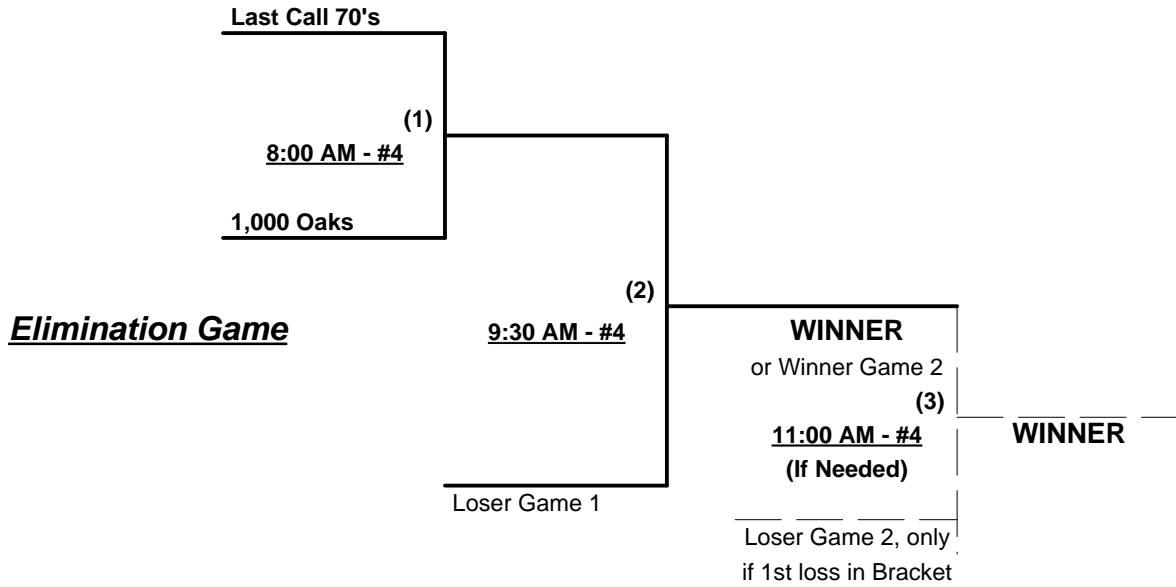 Last Call 70's
(1)
8:00 AM - #4
1,000 Oaks
(2)
Elimination Game
9:30 AM - #4
WINNER
or Winner Game 2
(3)
11:00 AM - #4
WINNER
(If Needed)
Loser Game 1
Loser Game 2, only
if 1st loss in Bracket